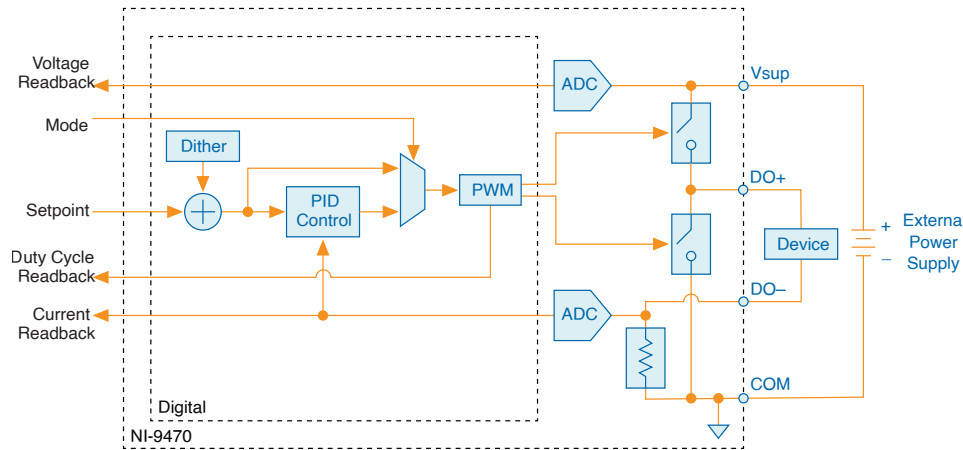 Voltage
Readback
Mode
Dither
Setpoint
PID
Control
PWM
Duty Cycle
Readback
Current
Readback
ADC
ADC
Vsup
DO+
Device
DO–
COM
+
–
Externa
Power
Supply
Digital
NI-9470